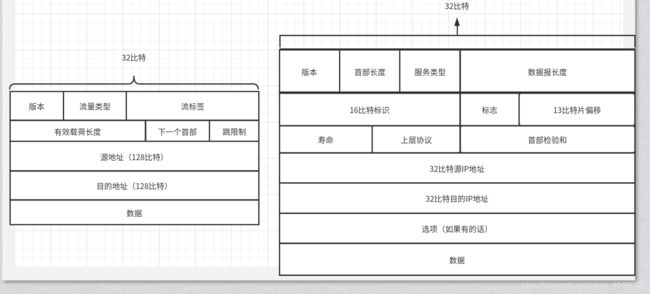 32比特
版本 流量类型 流标签
有效载荷长度 下一个首部 跳限制
源地址（128比特）
目的地址（128比特）
数据
32比特
版本 首部长度 服务类型 数据报长度
16比特标识 标志 13比特片偏移
寿命 上层协议 首部检验和
32比特源IP地址
32比特目的IP地址
选项（如果有的话）
数据